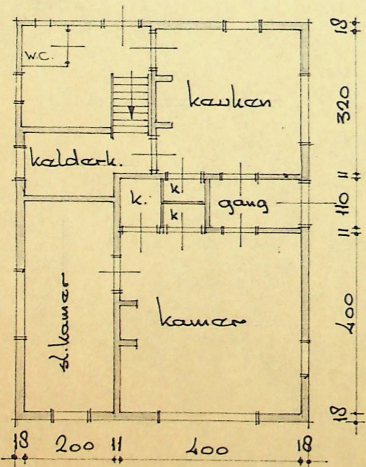 W.C.
keuken
kelderk.
k.
k
k
gang
sl. kamer
kamer
18
320
11
110
11
400
18
18 200 11 400 18